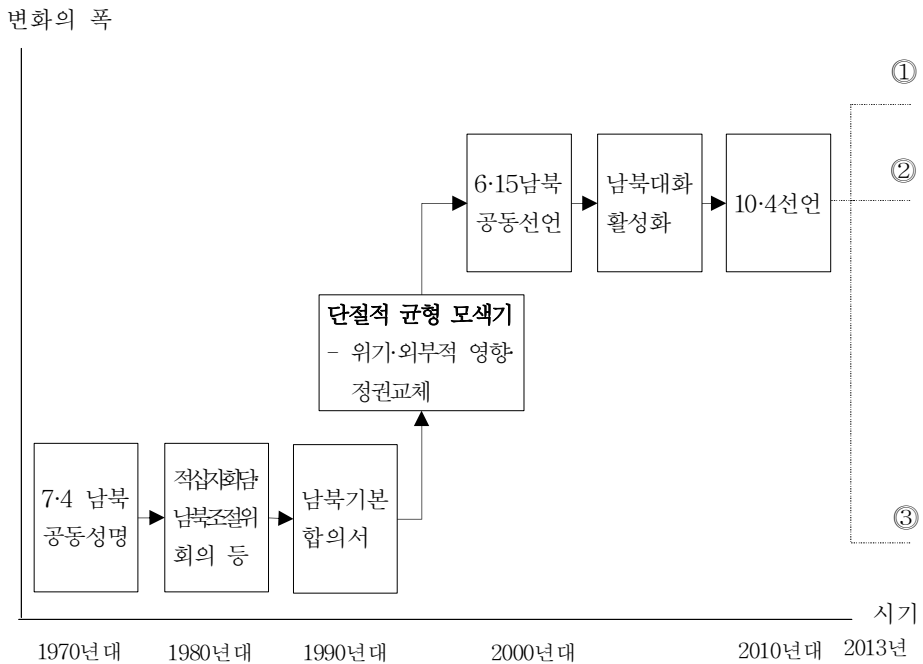 변화의 폭
①
②
6·15남북
공동선언
남북대화
활성화
10·4선언
단절적 균형 모색기
- 위기·외부적 영향·
정권교체
7·4 남북
공동성명
적십자회담·
남북조절위
회의 등
남북기본
합의서
③
시기
1970년대
1980년대
1990년대
2000년대
2010년대
2013년